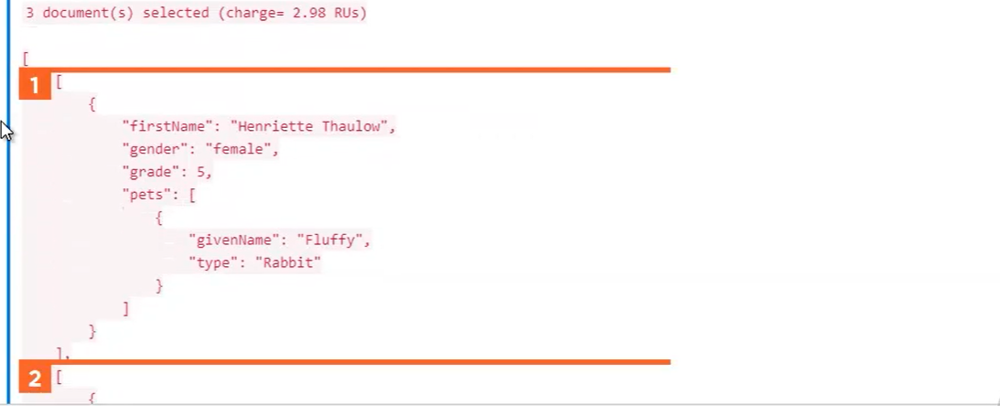 3 document(s) selected (charge= 2.98 RUs)
[
1 [
{
"firstName": "Henriette Thaulow",
"gender": "female",
"grade": 5,
"pets": [
{
"givenName": "Fluffy",
"type": "Rabbit"
}
]
}
],
2 [
{